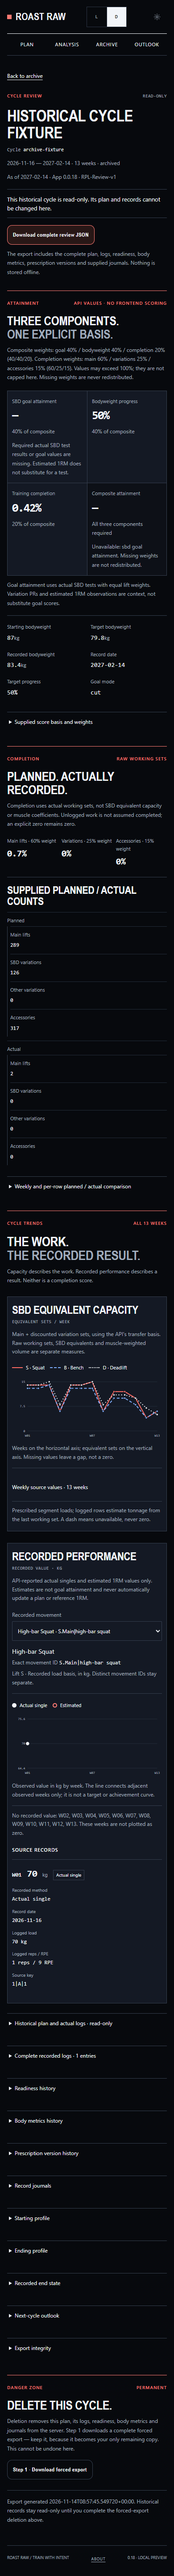 ROAST RAW
L
D
PLAN ANALYSIS ARCHIVE OUTLOOK
Back to archive
CYCLE REVIEW READ-ONLY
HISTORICAL CYCLE
FIXTURE
Cycle archive-fixture
2026-11-16 — 2027-02-14 · 13 weeks · archived
As of 2027-02-14 · App 0.0.18 · RPL-Review-v1
This historical cycle is read-only. Its plan and records cannot
be changed here.
Download complete review JSON
The export includes the complete plan, logs, readiness, body
metrics, prescription versions and supplied journals. Nothing is
stored offline.
ATTAINMENT API VALUES · NO FRONTEND SCORING
THREE COMPONENTS.
ONE EXPLICIT BASIS.
Composite weights: goal 40% / bodyweight 40% / completion 20%
(40/40/20). Completion weights: main 60% / variations 25% /
accessories 15% (60/25/15). Values may exceed 100%; they are not
capped here. Missing weights are never redistributed.
SBD goal attainment
—
40% of composite
Required actual SBD test
results or goal values are
missing. Estimated 1RM does
not substitute for a test.
Bodyweight progress
50%
40% of composite
Training completion
0.42%
20% of composite
Composite attainment
—
All three components
required
Unavailable: sbd goal
attainment. Missing weights
are not redistributed.
Goal attainment uses actual SBD tests with equal lift weights.
Variation PRs and estimated 1RM observations are context, not
substitute goal scores.
Starting bodyweight
87kg
Target bodyweight
79.8kg
Recorded bodyweight
83.4kg
Record date
2027-02-14
Target progress
50%
Goal mode
cut
▶ Supplied score basis and weights
COMPLETION RAW WORKING SETS
PLANNED. ACTUALLY
RECORDED.
Completion uses actual working sets, not SBD equivalent capacity
or muscle coefficients. Unlogged work is not assumed completed;
an explicit zero remains zero.
Main lifts · 60% weight
0.7%
Variations · 25% weight
0%
Accessories · 15%
weight
0%
SUPPLIED PLANNED / ACTUAL
COUNTS
Planned
Main lifts
289
SBD variations
126
Other variations
0
Accessories
317
Actual
Main lifts
2
SBD variations
0
Other variations
0
Accessories
0
▶ Weekly and per-row planned / actual comparison
CYCLE TRENDS ALL 13 WEEKS
THE WORK.
THE RECORDED RESULT.
Capacity describes the work. Recorded performance describes a
result. Neither is a completion score.
SBD EQUIVALENT CAPACITY
EQUIVALENT SETS / WEEK
Main + discounted variation SBD, using the API's transfer basis.
Raw working sets, SBD equivalents and muscle-weighted
volume are separate measures.
S · Squat B · Bench D · Deadlift
Weeks on the horizontal axis; equivalent sets on the vertical
axis. Missing values leave a gap, not a zero.
Weekly source values · 13 weeks
Prescribed segment loads; logged rows estimate tonnage from
the last working set. A dash means unavailable, never zero.
RECORDED PERFORMANCE
RECORDED VALUE · KG
API-reported actual singles and estimated 1RM values only.
Estimates are not goal attainment and never automatically
update a plan or reference 1RM.
Recorded movement
High-bar Squat · S.Main|high-bar squat
High-bar Squat
Exact movement ID S.Main|high-bar squat
Lift S · Recorded load basis, in kg. Distinct movement IDs stay
separate.
Actual single Estimated
Observed value in kg by week. The line connects adjacent
observed weeks only; it is not a target or achievement curve.
No recorded value: W02, W03, W04, W05, W06, W07, W08,
W09, W10, W11, W12, W13. These weeks are not plotted as
zero.
SOURCE RECORDS
W01 70 kg Actual single
Recorded method
Actual single
Record date
2026-11-16
Logged load
70 kg
Logged reps / RPE
1 reps / 9 RPE
Source key
1|A|1
▶ Historical plan and actual logs · read-only
▶ Complete recorded logs · 1 entries
▶ Readiness history
▶ Body metrics history
▶ Prescription version history
▶ Record journals
▶ Starting profile
▶ Ending profile
▶ Recorded end state
▶ Next-cycle outlook
▶ Export integrity
DANGER ZONE PERMANENT
DELETE THIS CYCLE.
Deletion removes this plan, its logs, readiness, body metrics and
journals from the server. Step 1 downloads a complete forced
export — keep it, because it becomes your only remaining copy.
This cannot be undone here.
Step 1 · Download forced export
Export generated 2026-11-14T08:57:45.549720+00:00. Historical
records stay read-only until you complete the forced-export
deletion above.
ROAST RAW / TRAIN WITH INTENT ABOUT 0.18 · LOCAL PREVIEW